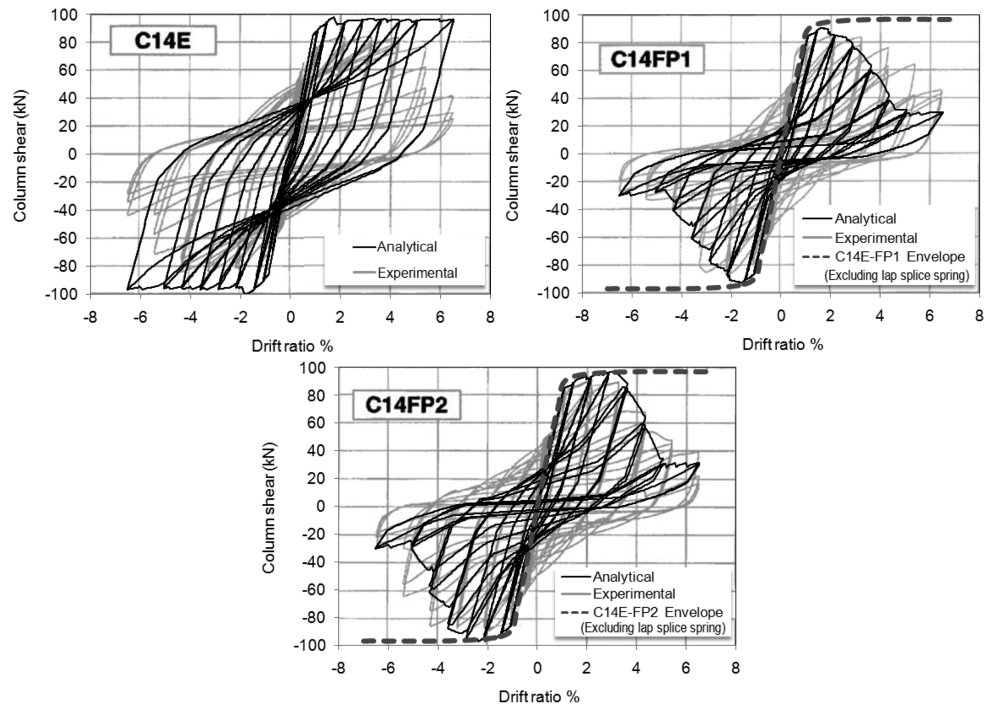 C14E
100
80
60
40
20
0
-20
-40
-60
-80
-100
-8 -6 -4 -2 0 2 4 6 8
Column shear (kN)
Drift ratio %
Analytical
Experimental
C14FP1
100
80
60
40
20
0
-20
-40
-60
-80
-100
-8 -6 -4 -2 0 2 4 6 8
Column shear (kN)
Drift ratio %
Analytical
Experimental
C14E-FP1 Envelope
(Excluding lap splice spring)
C14FP2
100
80
60
40
20
0
-20
-40
-60
-80
-100
-8 -6 -4 -2 0 2 4 6 8
Column shear (kN)
Drift ratio %
Analytical
Experimental
C14E-FP2 Envelope
(Excluding lap splice spring)